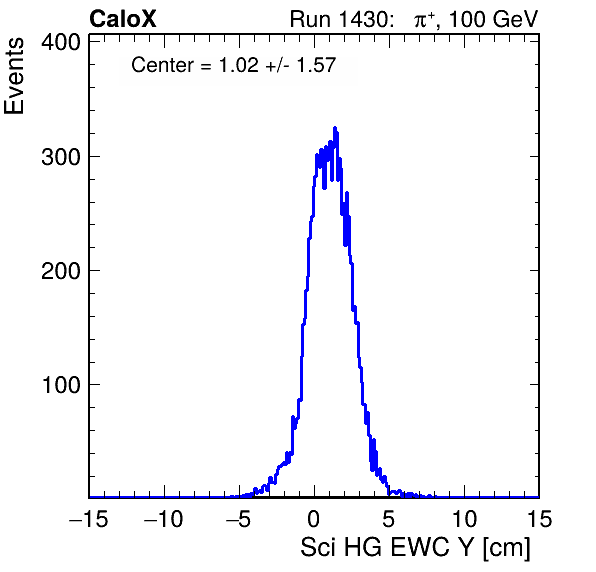 CaloX Run 1430: π⁺, 100 GeV
Events
Center = 1.02 +/- 1.57
400
300
200
100
−15 −10 −5 0 5 10 15
Sci HG EWC Y [cm]